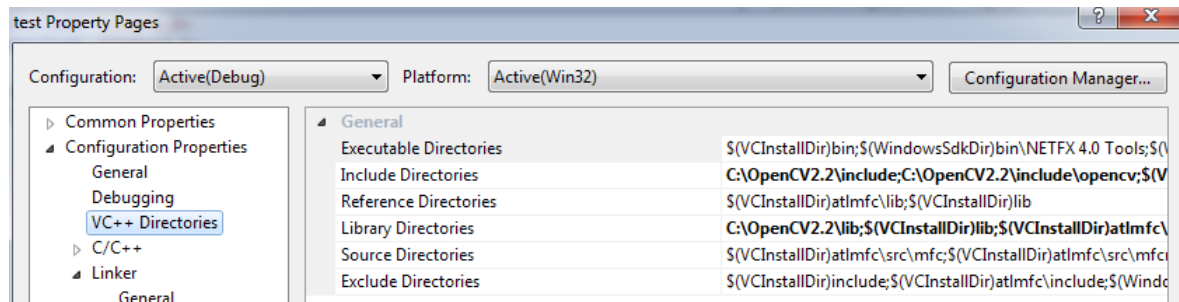 test Property Pages
Configuration: Active(Debug) Platform: Active(Win32) Configuration Manager...
Common Properties
Configuration Properties
General
Debugging
VC++ Directories
C/C++
Linker
General
General
Executable Directories $(VCInstallDir)bin;$(WindowsSdkDir)bin\NETFX 4.0 Tools;$(\
Include Directories C:\OpenCV2.2\include;C:\OpenCV2.2\include\opencv;$(V
Reference Directories $(VCInstallDir)atlmfc\lib;$(VCInstallDir)lib
Library Directories C:\OpenCV2.2\lib;$(VCInstallDir)lib;$(VCInstallDir)atlmfc\
Source Directories $(VCInstallDir)atlmfc\src\mfc;$(VCInstallDir)atlmfc\src\mfc
Exclude Directories $(VCInstallDir)include;$(VCInstallDir)atlmfc\include;$(Windo